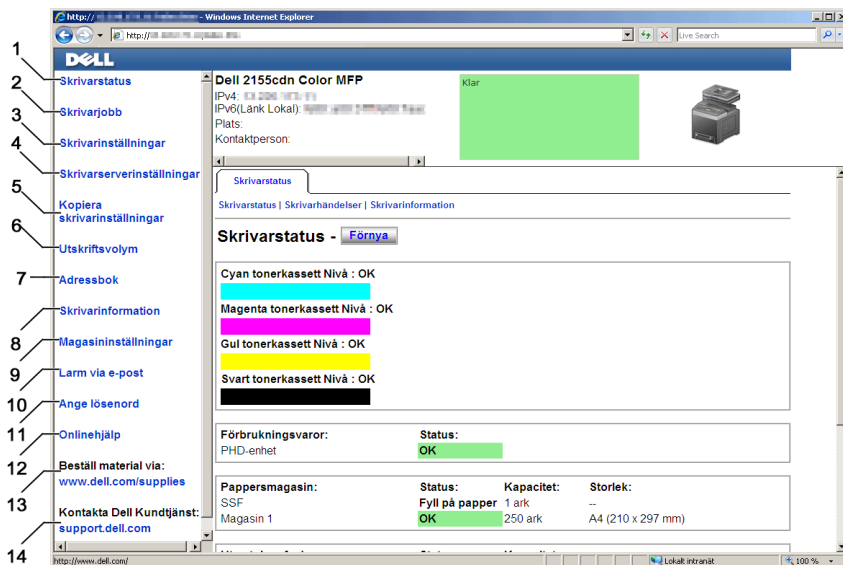 http:// - Windows Internet Explorer
http://
Live Search
DELL
1
2
3
4
5
6
7
8
9
10
11
12
13
14
Skrivarstatus
Skrivarjobb
Skrivarinställningar
Skrivarserverinställningar
Kopiera
skrivarinställningar
Utskriftsvolym
Adressbok
Skrivarinformation
Magasininställningar
Larm via e-post
Ange lösenord
Onlinehjälp
Beställ material via:
www.dell.com/supplies
Kontakta Dell Kundtjänst:
support.dell.com
Dell 2155cdn Color MFP
IPv4:
IPv6(Länk Lokal):
Plats:
Kontaktperson:
Klar
Skrivarstatus
Skrivarstatus | Skrivarhändelser | Skrivarinformation
Skrivarstatus - Förnya
Cyan tonerkassett Nivå : OK
Magenta tonerkassett Nivå : OK
Gul tonerkassett Nivå : OK
Svart tonerkassett Nivå : OK
Förbrukningsvaror: Status:
PHD-enhet OK
Pappersmagasin: Status: Kapacitet: Storlek:
SSF Fyll på papper 1 ark --
Magasin 1 OK 250 ark A4 (210 x 297 mm)
http://www.dell.com/ Lokalt intranät 100 %